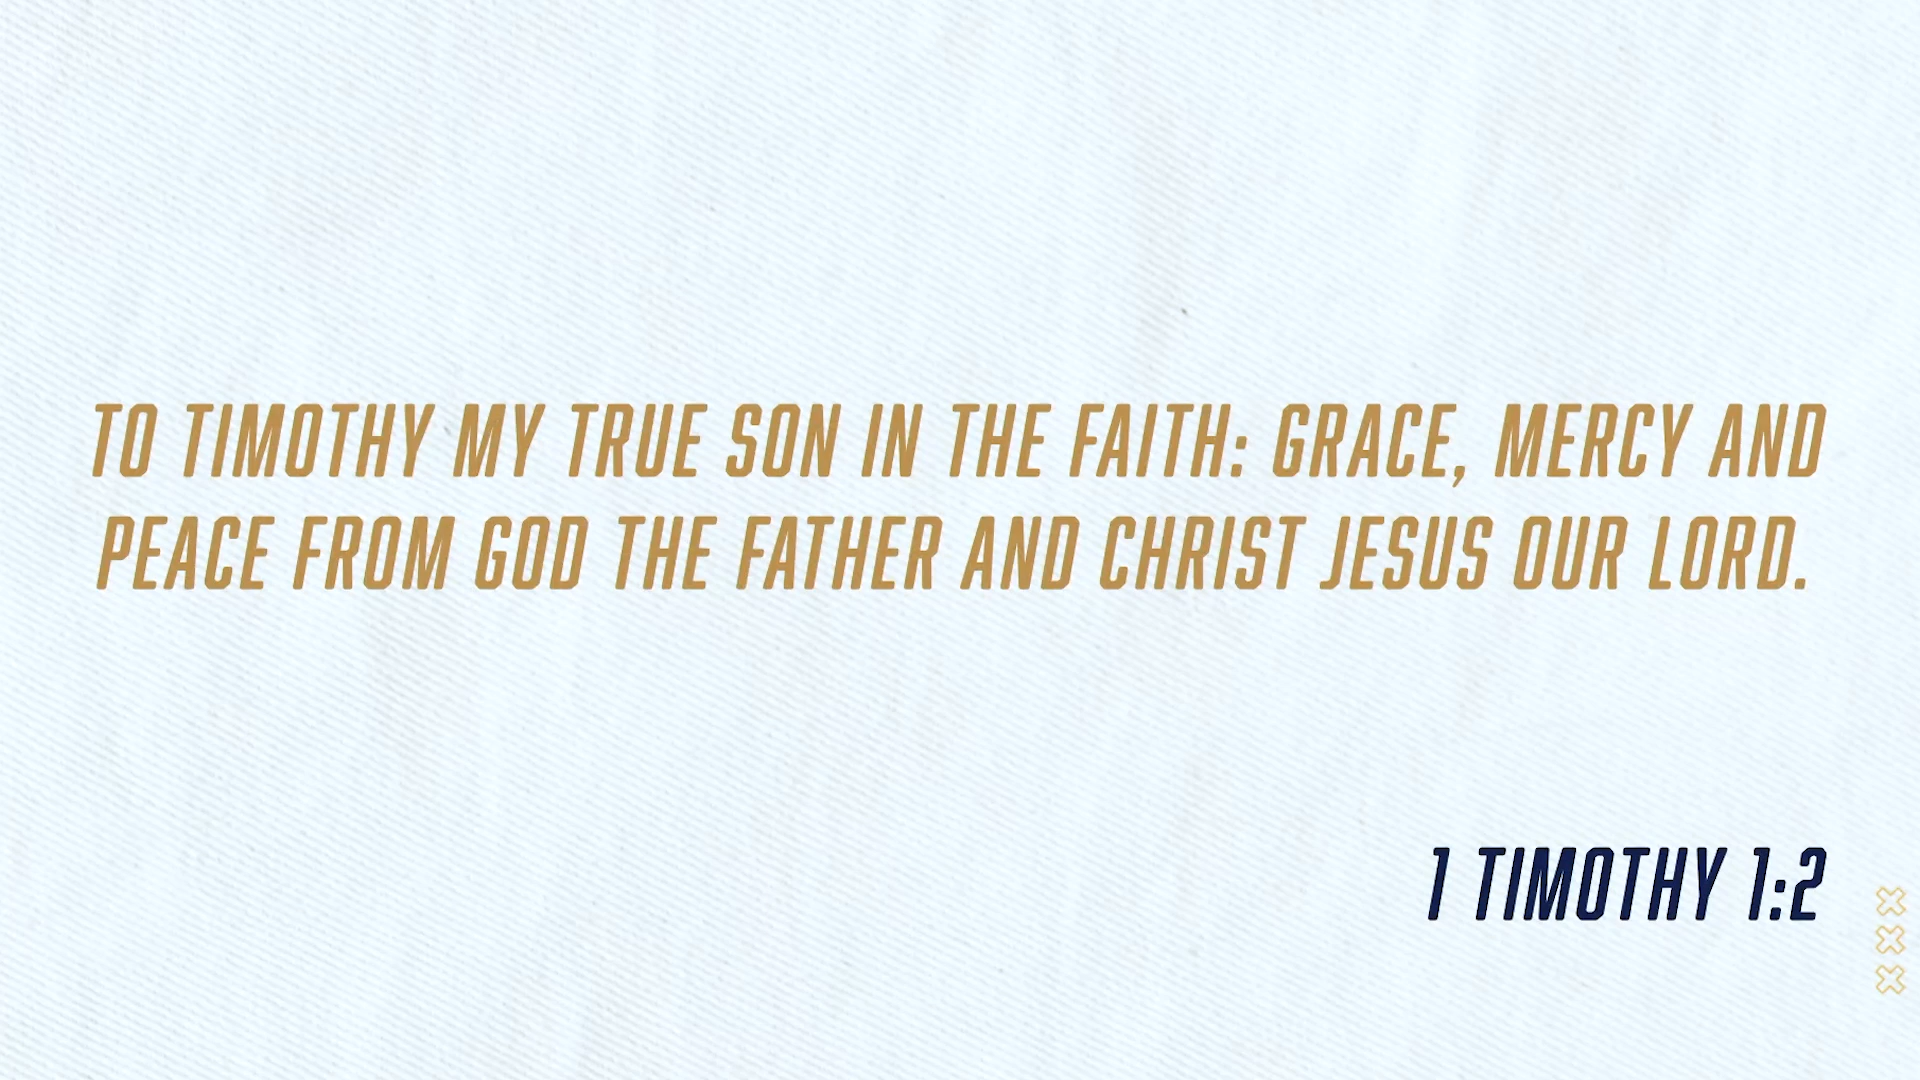 TO TIMOTHY MY TRUE SON IN THE FAITH: GRACE, MERCY AND
PEACE FROM GOD THE FATHER AND CHRIST JESUS OUR LORD.
1 TIMOTHY 1:2